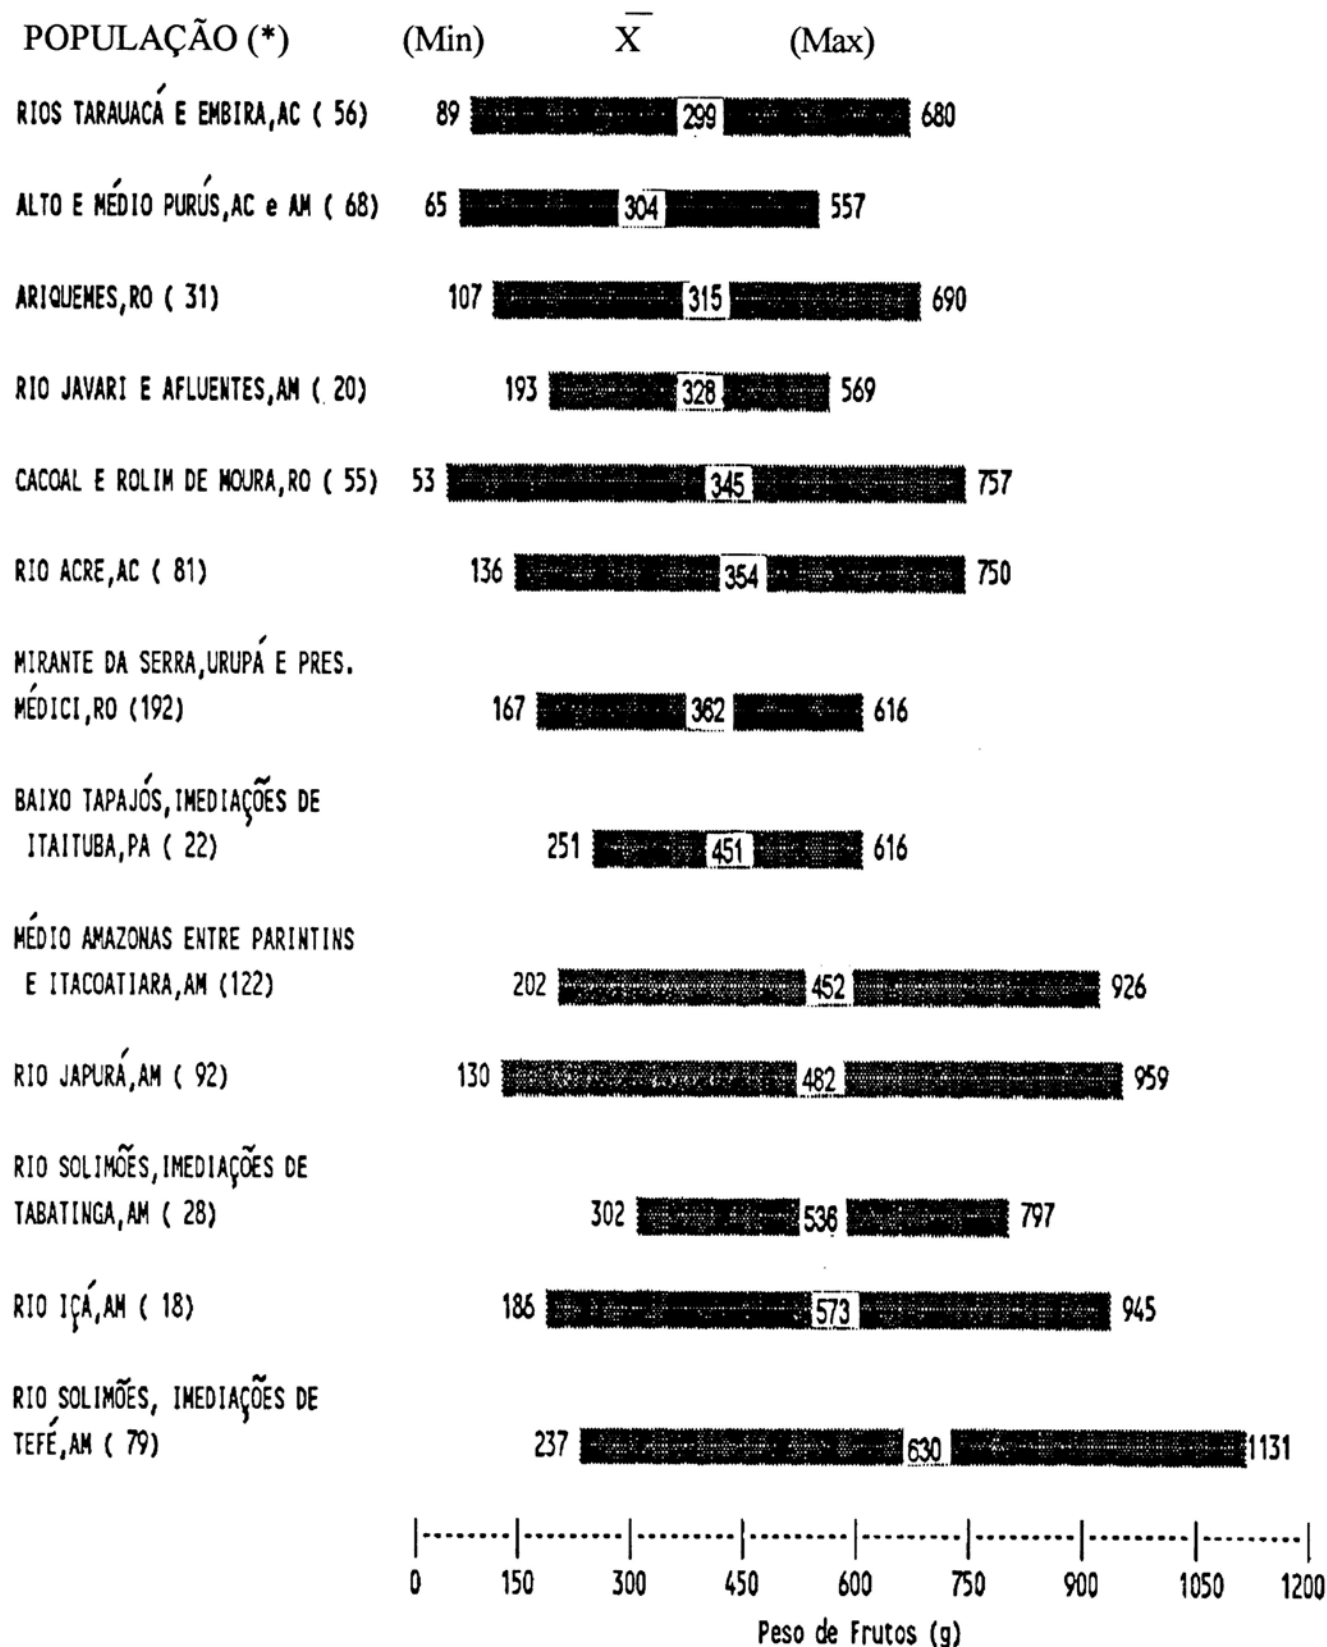 POPULAÇÃO (*) (Min) X̄ (Max)
RIOS TARAUACÁ E EMBIRA,AC ( 56) 89 299 680
ALTO E MÉDIO PURÚS,AC e AM ( 68) 65 304 557
ARIQUEMES,RO ( 31) 107 315 690
RIO JAVARI E AFLUENTES,AM ( 20) 193 328 569
CACOAL E ROLIM DE MOURA,RO ( 55) 53 345 757
RIO ACRE,AC ( 81) 136 354 750
MIRANTE DA SERRA,URUPÁ E PRES.
MÉDICI,RO (192) 167 362 616
BAIXO TAPAJÓS,IMEDIAÇÕES DE
ITAITUBA,PA ( 22) 251 451 616
MÉDIO AMAZONAS ENTRE PARINTINS
E ITACOATIARA,AM (122) 202 452 926
RIO JAPURÁ,AM ( 92) 130 482 959
RIO SOLIMÕES,IMEDIAÇÕES DE
TABATINGA,AM ( 28) 302 536 797
RIO IÇÁ,AM ( 18) 186 573 945
RIO SOLIMÕES, IMEDIAÇÕES DE
TEFÉ,AM ( 79) 237 630 1131
0 150 300 450 600 750 900 1050 1200
Peso de Frutos (g)